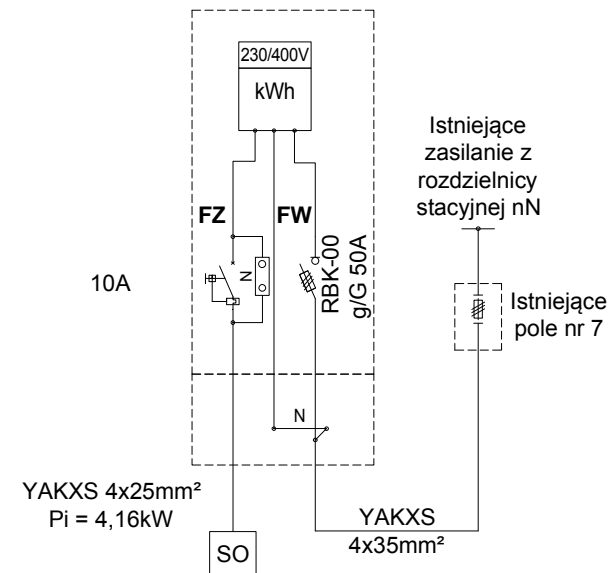 230/400V
kWh
Istniejące
zasilanie z
rozdzielnicy
stacyjnej nN
FZ
FW
N
RBK-00
g/G 50A
10A
Istniejące
pole nr 7
N
YAKXS 4x25mm²
Pi = 4,16kW
YAKXS
4x35mm²
SO